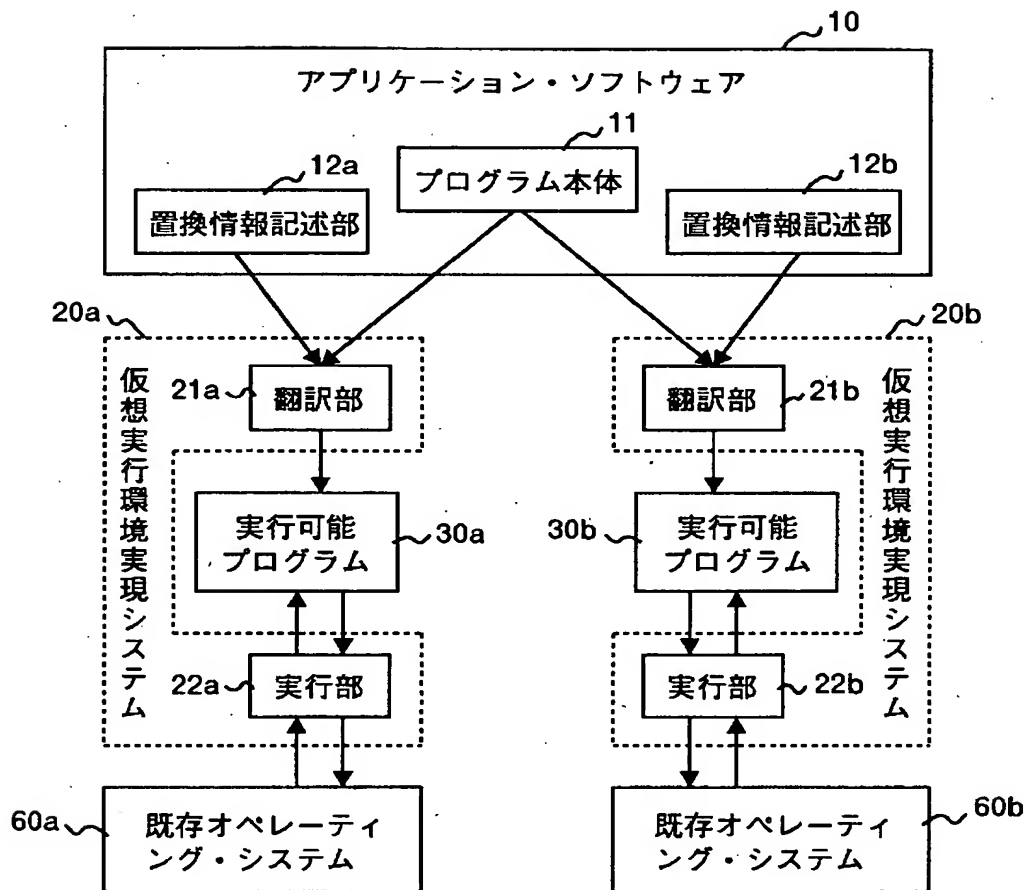 10
アプリケーション・ソフトウェア
11
プログラム本体
12a
置換情報記述部
12b
置換情報記述部
20a
20b
仮想実行環境実現システム
21a
翻訳部
翻訳部
21b
仮想実行環境実現システム
実行可能
プログラム
30a
30b
実行可能
プログラム
22a
実行部
実行部
22b
60a
既存オペレーティ
ング・システム
既存オペレーティ
ング・システム
60b